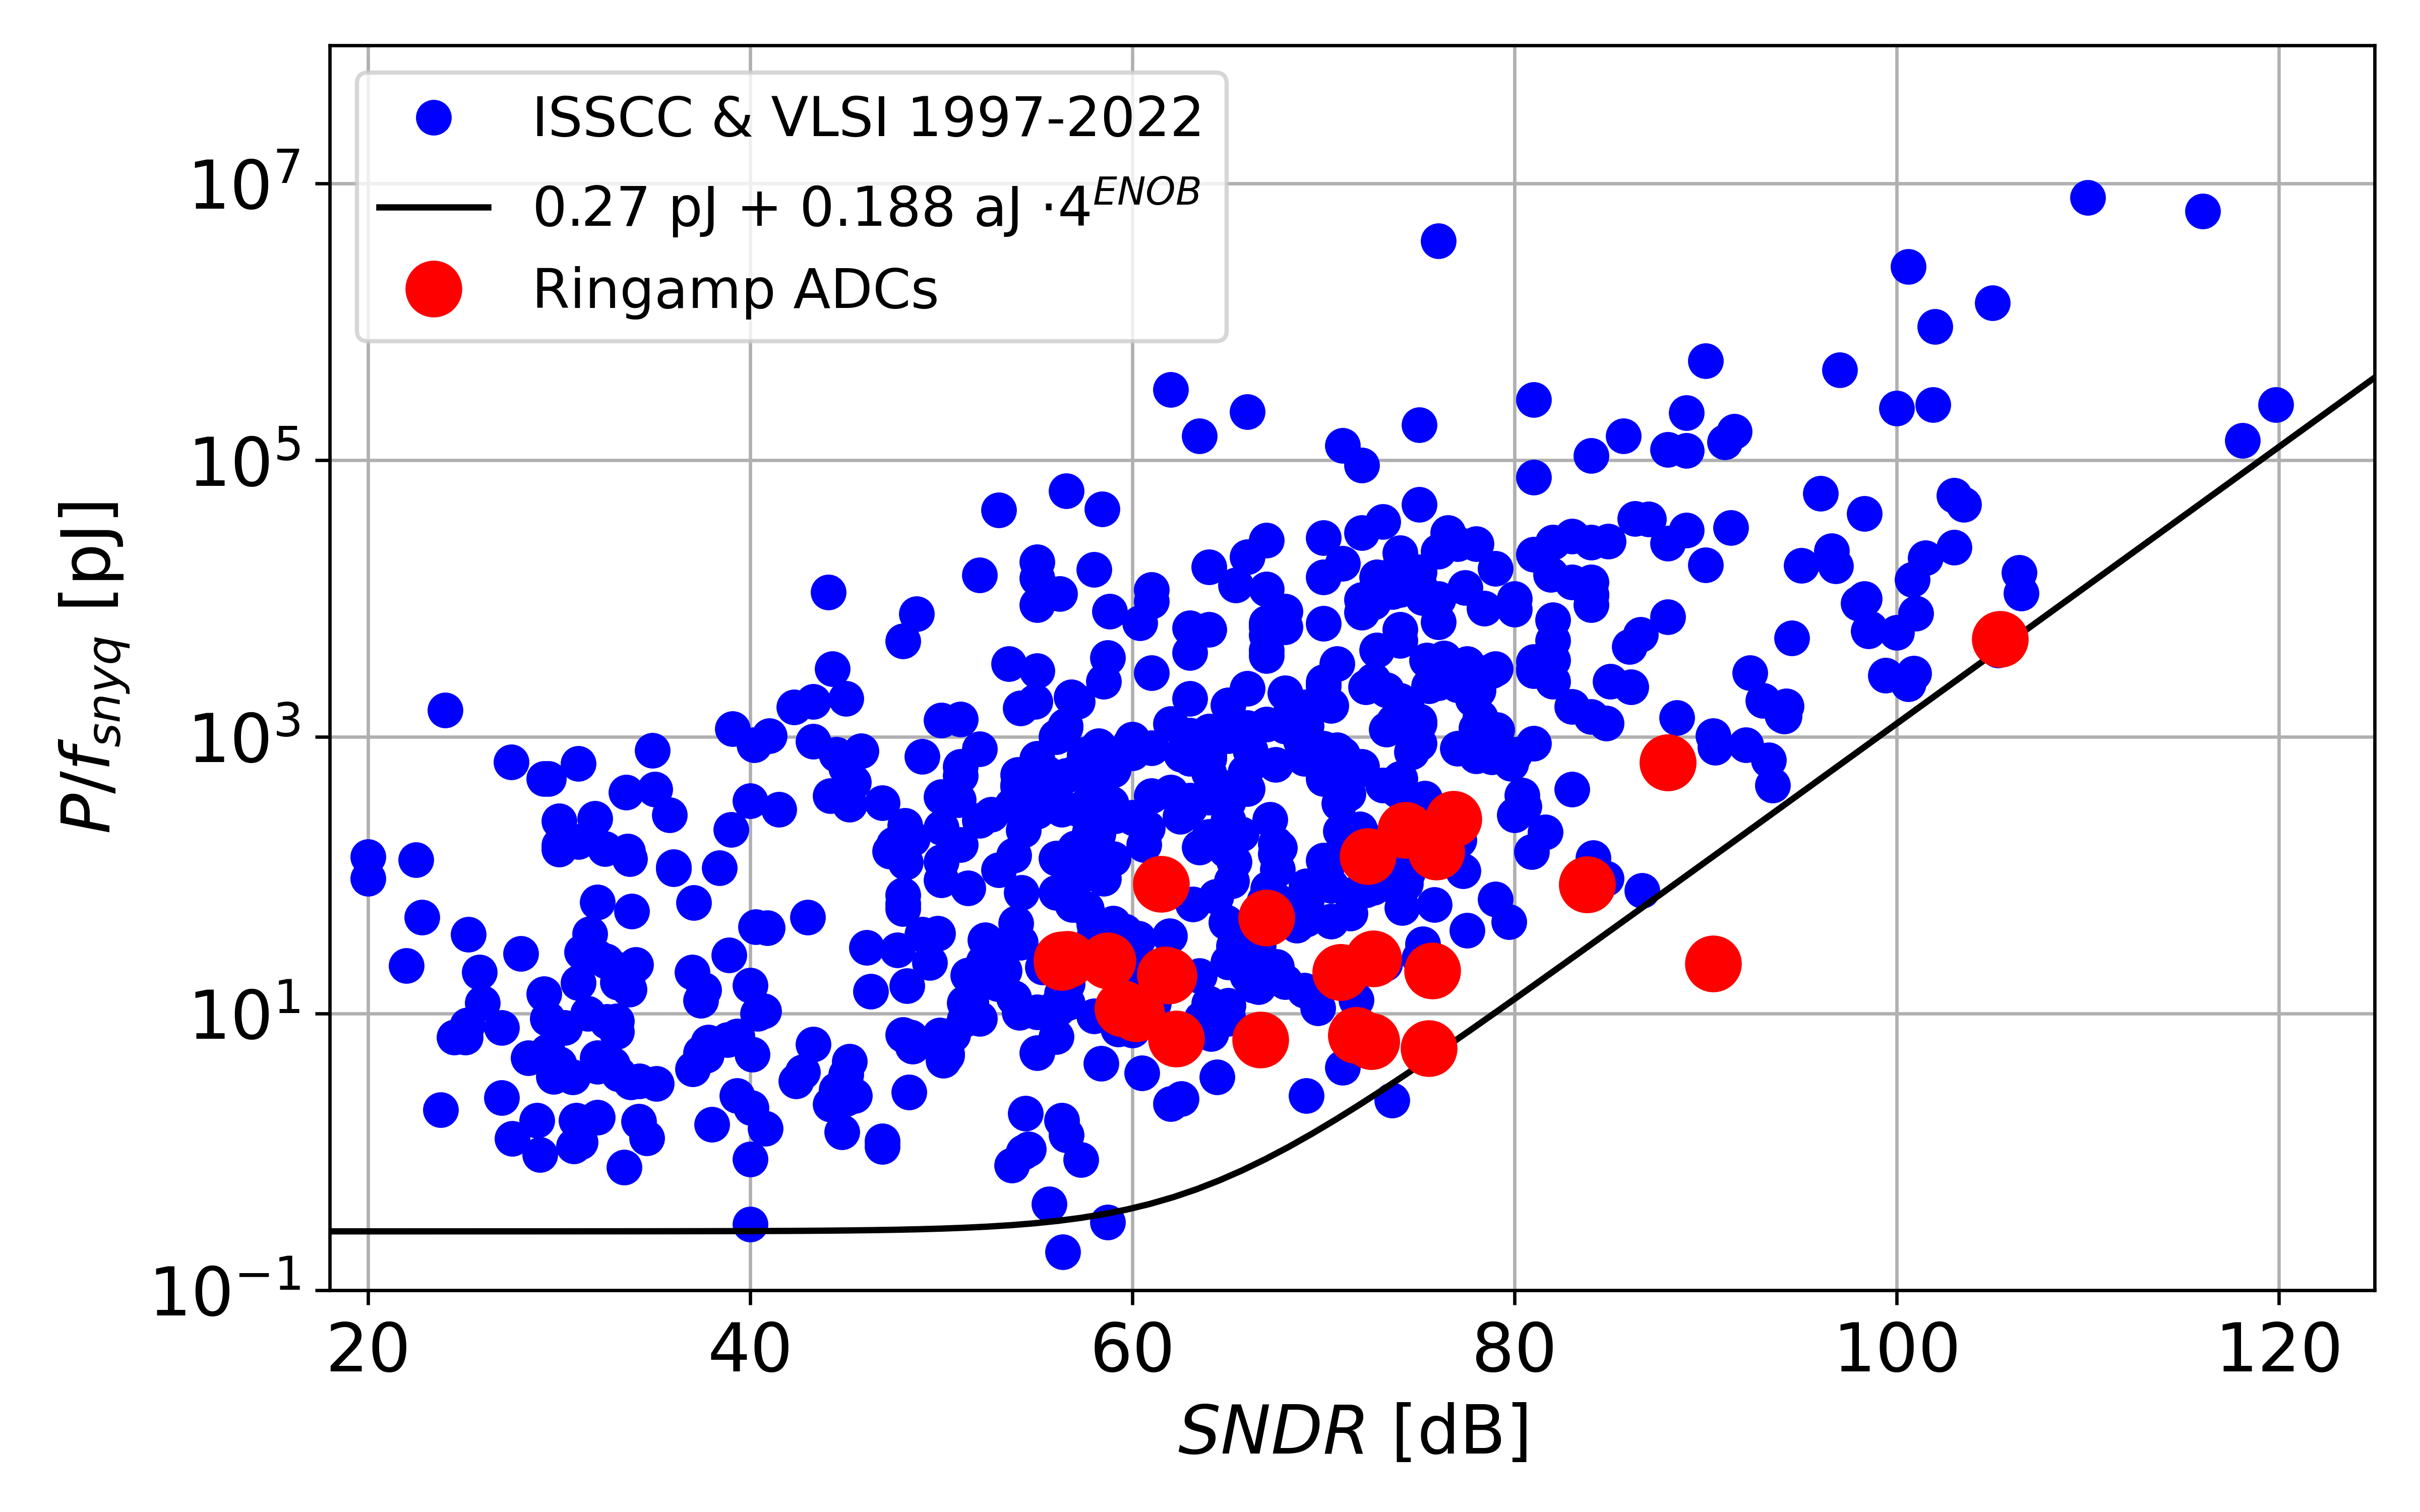 ISSCC & VLSI 1997-2022
0.27 pJ + 0.188 aJ ·4^ENOB
Ringamp ADCs
P/f_snyq [pJ]
10^7
10^5
10^3
10^1
10^−1
20 40 60 80 100 120
SNDR [dB]